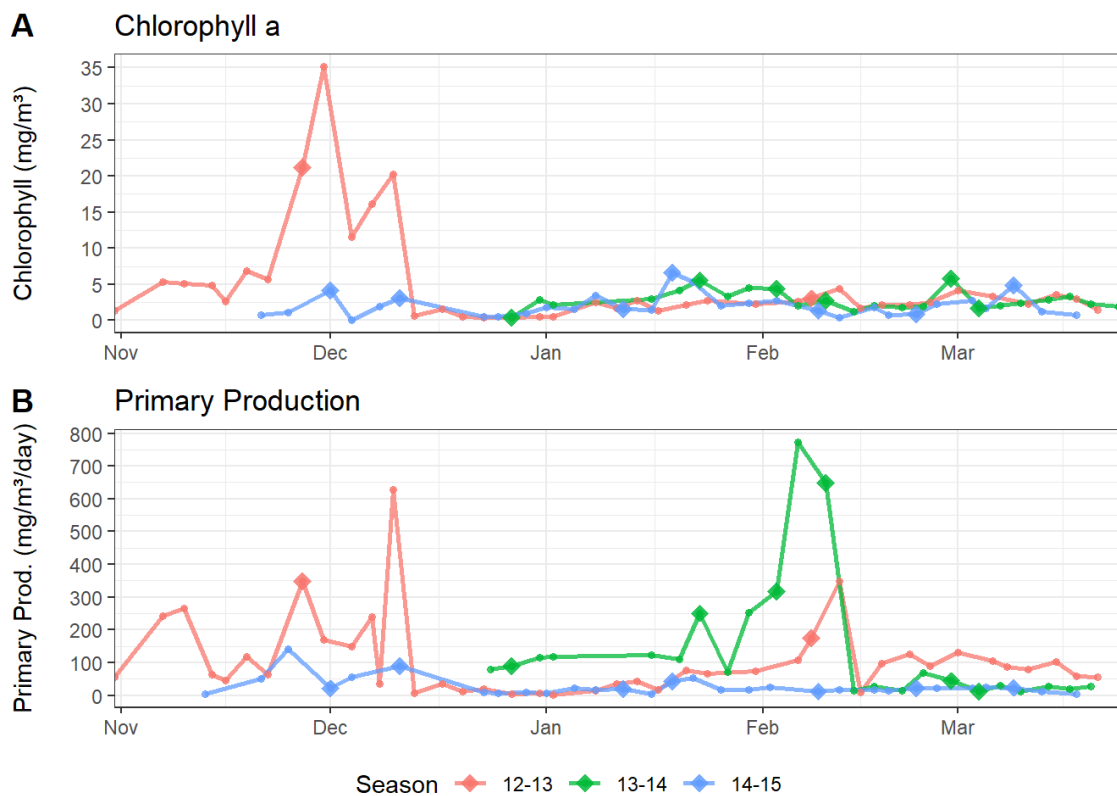 A Chlorophyll a
Chlorophyll (mg/m³)
35
30
25
20
15
10
5
0
Nov Dec Jan Feb Mar
B Primary Production
Primary Prod. (mg/m³/day)
800
700
600
500
400
300
200
100
0
Nov Dec Jan Feb Mar
Season 12-13 13-14 14-15